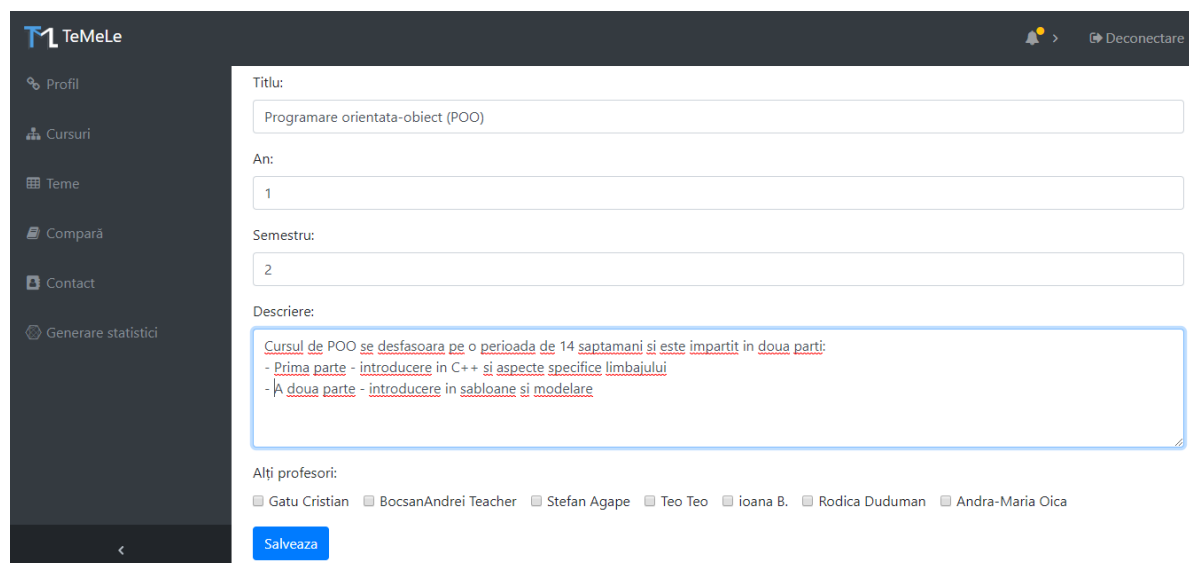 TeMeLe
> Deconectare
Profil
Cursuri
Teme
Compară
Contact
Generare statistici
Titlu:
Programare orientata-obiect (POO)
An:
1
Semestru:
2
Descriere:
Cursul de POO se desfasoara pe o perioada de 14 saptamani si este impartit in doua parti:
- Prima parte - introducere in C++ si aspecte specifice limbajului
- A doua parte - introducere in sabloane si modelare
Alți profesori:
Gatu Cristian BocsanAndrei Teacher Stefan Agape Teo Teo ioana B. Rodica Duduman Andra-Maria Oica
Salveaza